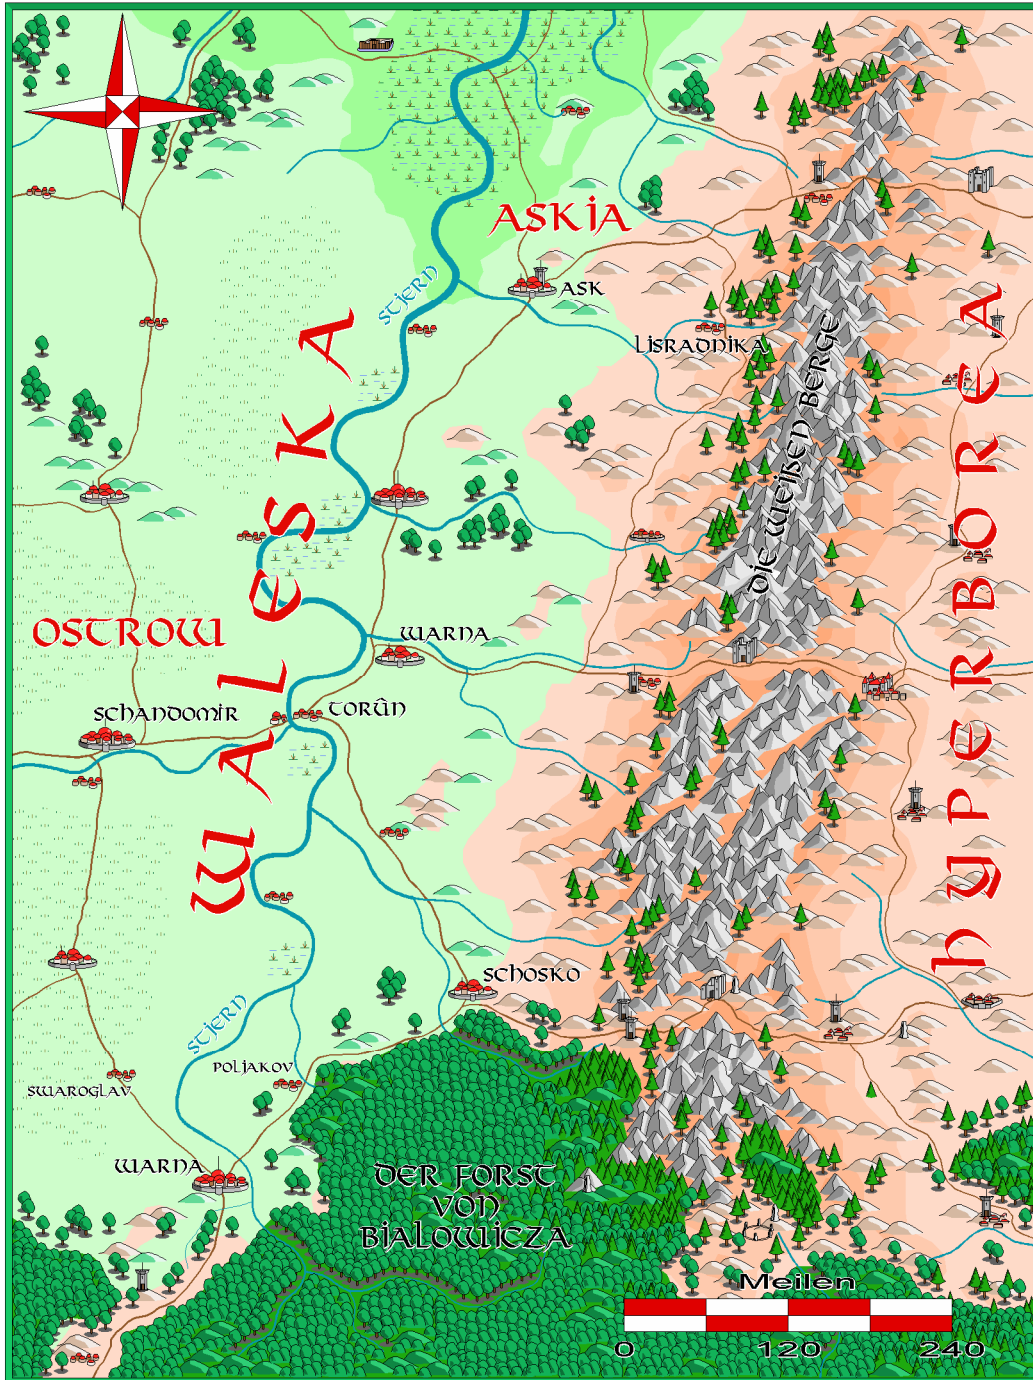 ASKIA
STJERN
ASK
LISRADNIKA
DIE WEIßEN BERGE
WALESKA
HYPERBOREA
OSTROW
WARNA
SCHANDOMIR
TORÛN
SCHOSKO
STJERN
POLJAKOV
SWAROGLAV
WARNA
DER FORST
VON
BIALOWICZA
Meilen
0 120 240